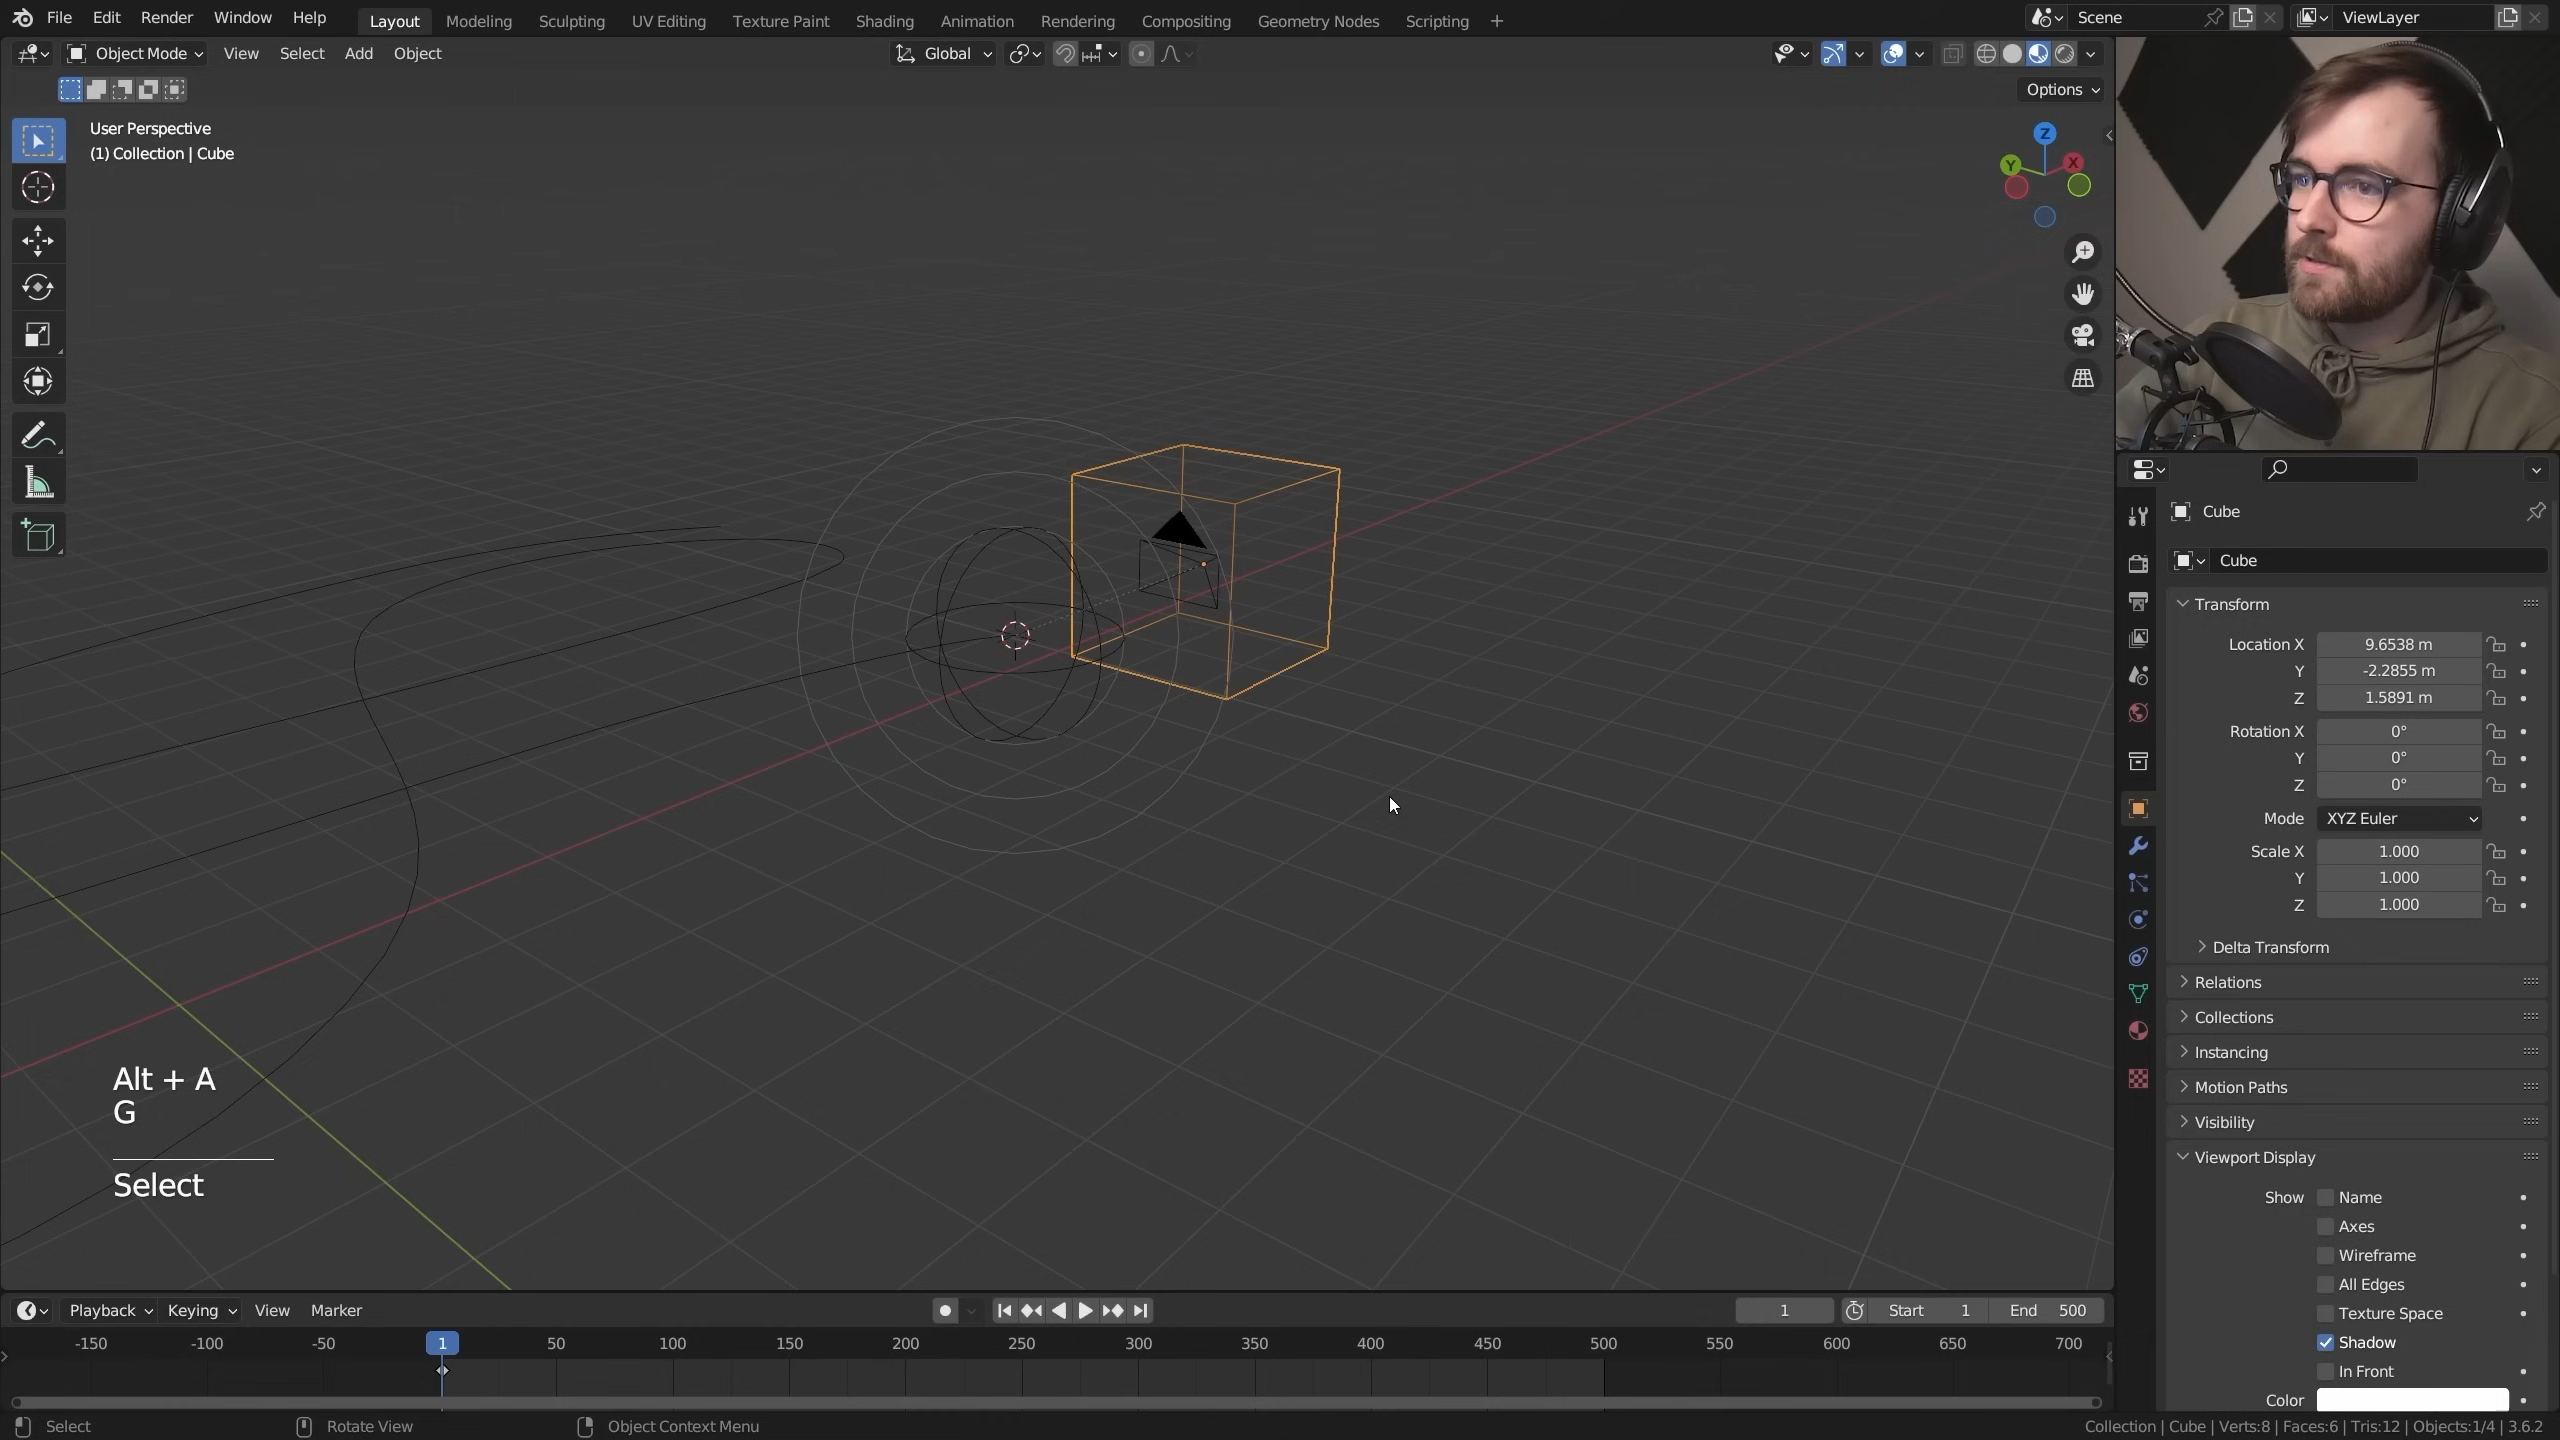 File Edit Render Window Help Layout Modeling Sculpting UV Editing Texture Paint Shading Animation Rendering Compositing Geometry Nodes Scripting + Scene ViewLayer
Object Mode View Select Add Object Global
Options
User Perspective
(1) Collection | Cube
Z
Y X
Cube
Cube
Transform
Location X 9.6538 m
Y -2.2855 m
Z 1.5891 m
Rotation X 0°
Y 0°
Z 0°
Mode XYZ Euler
Scale X 1.000
Y 1.000
Z 1.000
Delta Transform
Relations
Collections
Instancing
Motion Paths
Visibility
Viewport Display
Show Name
Axes
Wireframe
All Edges
Texture Space
Shadow
In Front
Color
Alt + A
G
Select
Playback Keying View Marker 1 Start 1 End 500
-150 -100 -50 1 50 100 150 200 250 300 350 400 450 500 550 600 650 700
Select Rotate View Object Context Menu Collection | Cube | Verts:8 | Faces:6 | Tris:12 | Objects:1/4 | 3.6.2